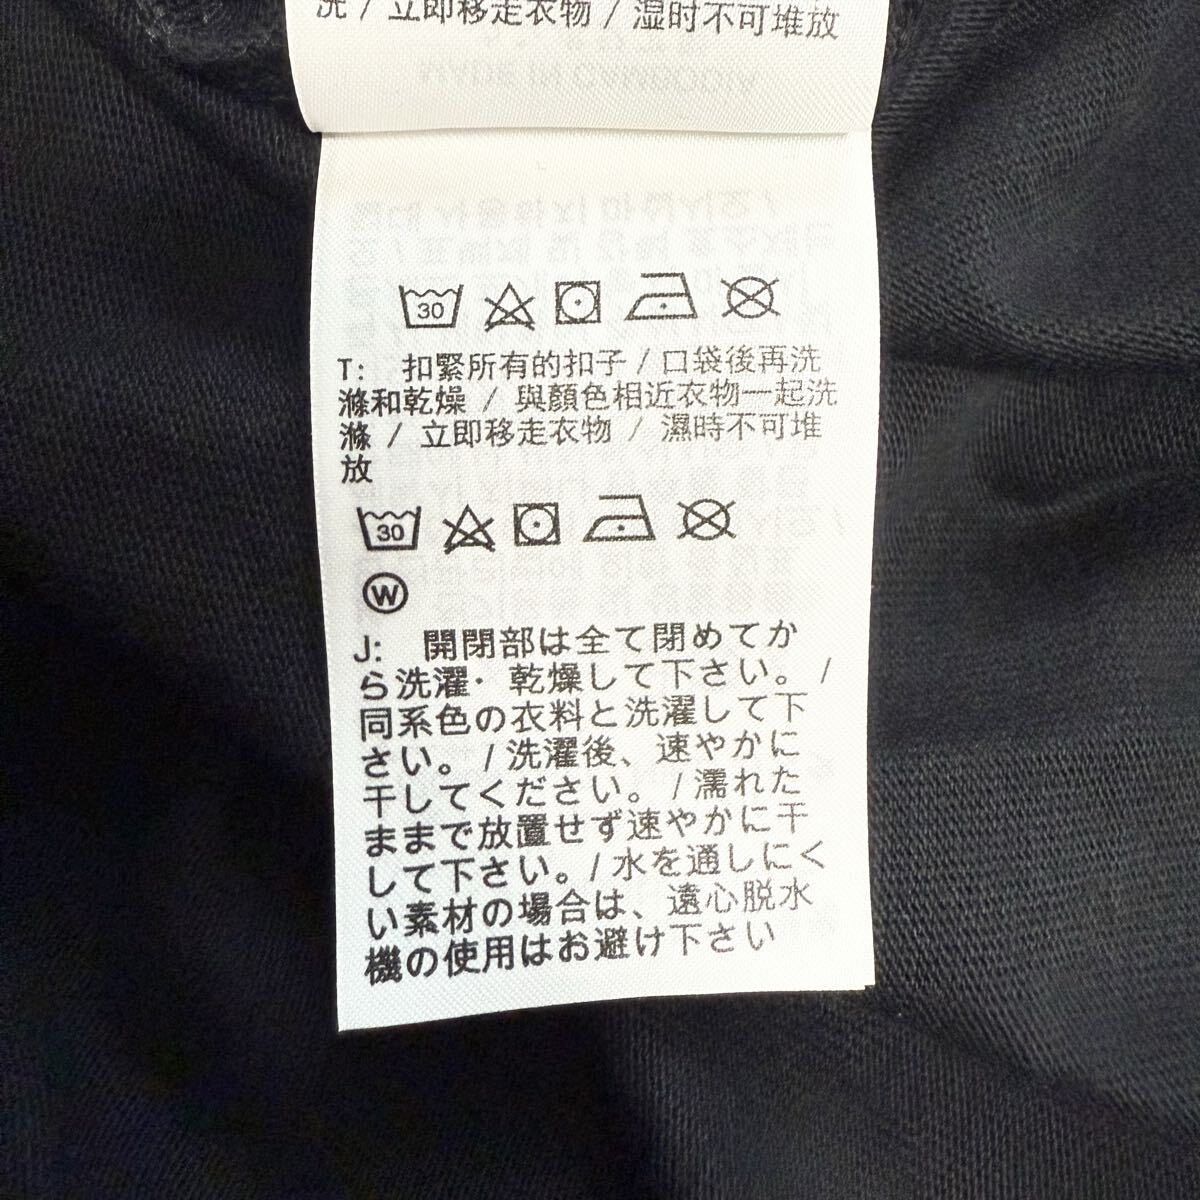 洗 / 立即移走衣物 / 湿时不可堆放
MADE IN CAMBODIA
30
T: 扣緊所有的扣子 / 口袋後再洗
滌和乾燥 / 與顏色相近衣物一起洗
滌 / 立即移走衣物 / 濕時不可堆
放
30
W
J: 開閉部は全て閉めてか
ら洗濯・乾燥して下さい。/
同系色の衣料と洗濯して下
さい。/洗濯後、速やかに
干してください。/濡れた
ままで放置せず速やかに干
して下さい。/水を通しにく
い素材の場合は、遠心脱水
機の使用はお避け下さい